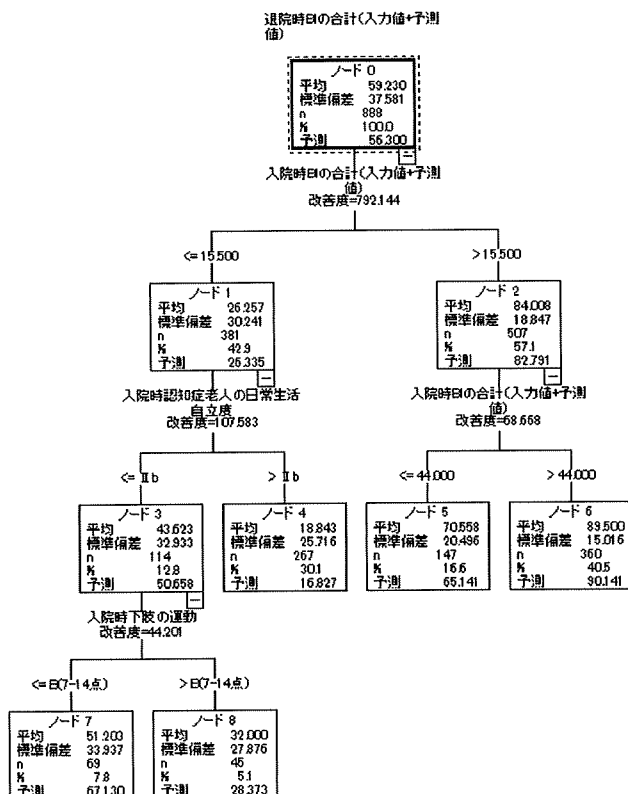 退院時BIの合計(入力値+予測
値)
ノード 0
平均 59.230
標準偏差 37.581
n 888
% 100.0
予測 56.300
入院時BIの合計(入力値+予測
値)
改善度=792.144
<=15.500
>15.500
ノード 1
平均 26.257
標準偏差 30.241
n 381
% 42.9
予測 26.335
ノード 2
平均 84.008
標準偏差 18.847
n 507
% 57.1
予測 82.791
入院時認知症老人の日常生活
自立度
改善度=107.583
入院時BIの合計(入力値+予測
値)
改善度=68.668
<= Ⅱb
> Ⅱb
<= 44.000
> 44.000
ノード 3
平均 43.623
標準偏差 32.933
n 114
% 12.8
予測 50.658
ノード 4
平均 18.843
標準偏差 25.716
n 267
% 30.1
予測 16.827
ノード 5
平均 70.558
標準偏差 20.496
n 147
% 16.6
予測 65.141
ノード 6
平均 89.500
標準偏差 15.016
n 360
% 40.5
予測 90.141
入院時下肢の運動
改善度=44.201
<= B(7-14点)
> B(7-14点)
ノード 7
平均 51.203
標準偏差 33.937
n 69
% 7.8
予測 67.130
ノード 8
平均 32.000
標準偏差 27.876
n 45
% 5.1
予測 28.373